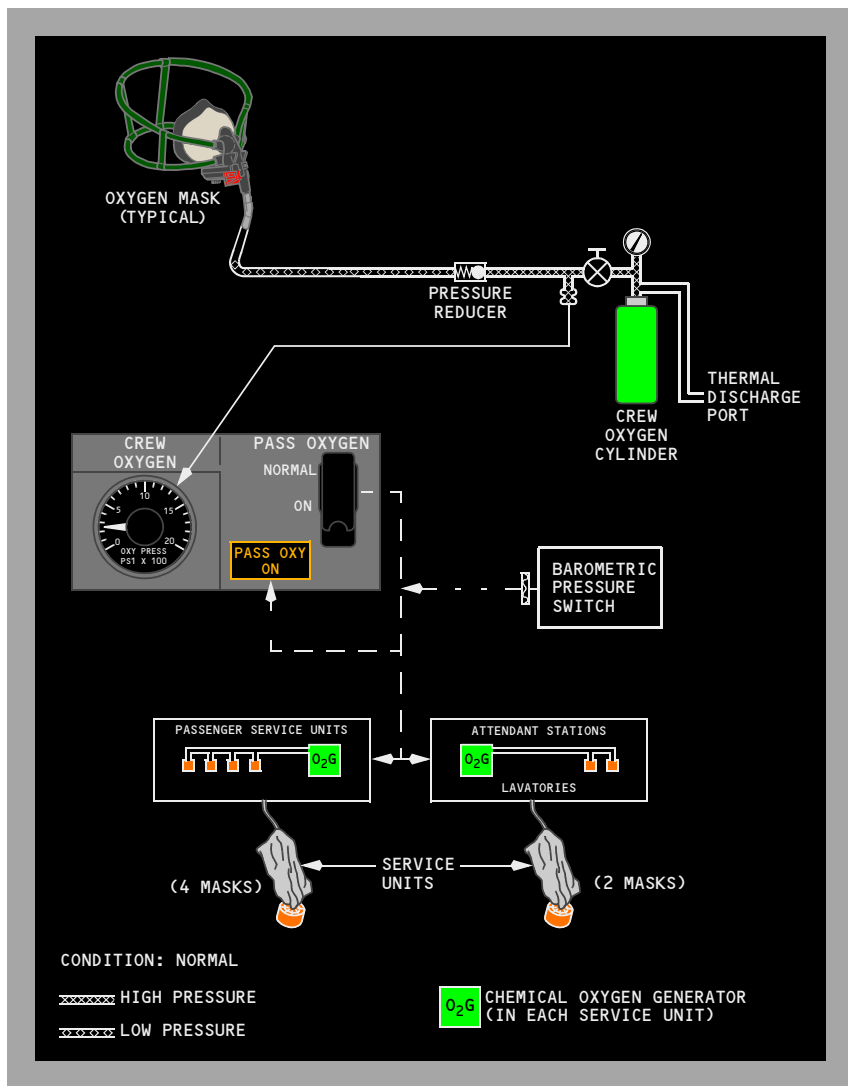 OXYGEN MASK
(TYPICAL)
PRESSURE
REDUCER
THERMAL
DISCHARGE
PORT
CREW
OXYGEN
CYLINDER
CREW
OXYGEN
PASS OXYGEN
NORMAL
ON
0
5
10
15
20
OXY PRESS
PS1 X 100
PASS OXY
ON
BAROMETRIC
PRESSURE
SWITCH
PASSENGER SERVICE UNITS
O2G
ATTENDANT STATIONS
O2G
LAVATORIES
(4 MASKS)
SERVICE
UNITS
(2 MASKS)
CONDITION: NORMAL
HIGH PRESSURE
LOW PRESSURE
O2G
CHEMICAL OXYGEN GENERATOR
(IN EACH SERVICE UNIT)